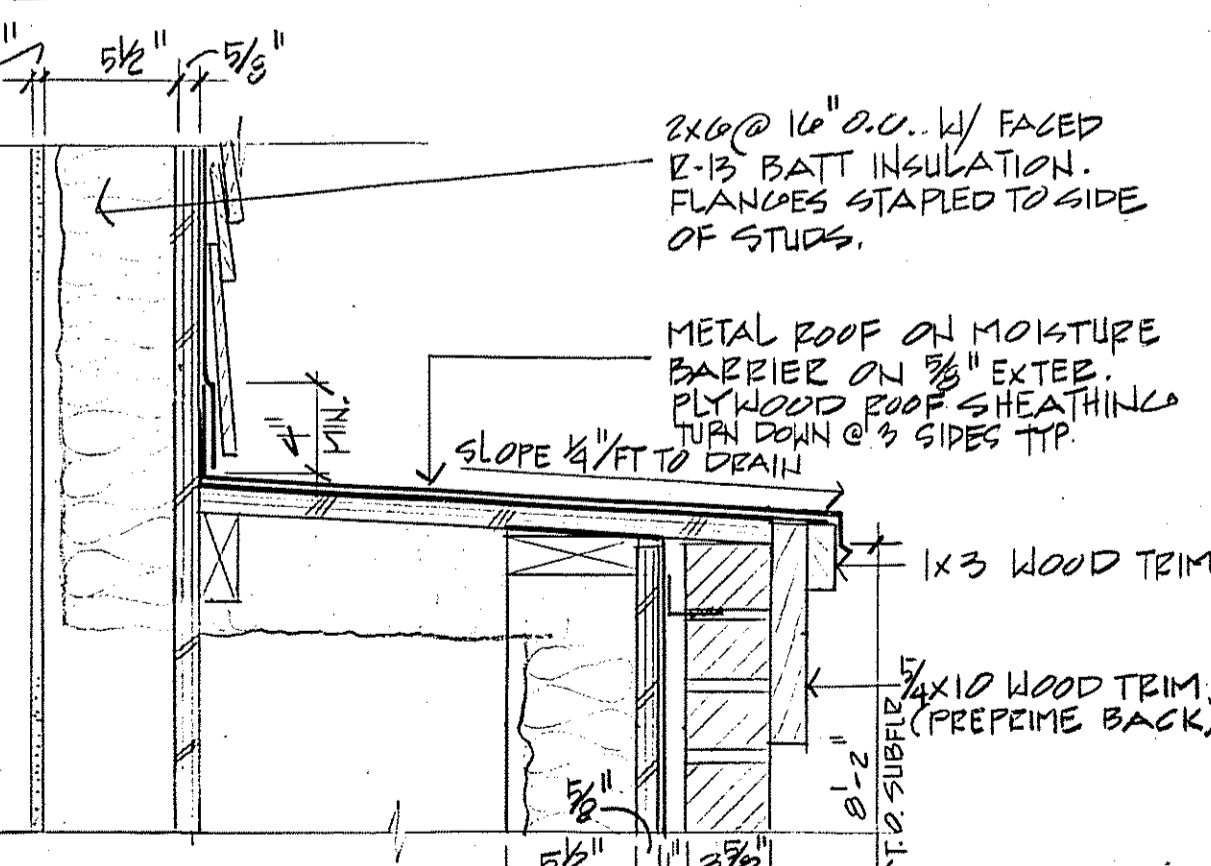 5½" 5/8"
2X6@ 16" O.C.. W/ FACED
R-13 BATT INSULATION.
FLANGES STAPLED TO SIDE
OF STUDS.
METAL ROOF ON MOISTURE
BARRIER ON 5/8" EXTER.
PLYWOOD ROOF SHEATHING
TURN DOWN @ 3 SIDES TYP.
SLOPE ¼"/FT TO DRAIN
4" MIN.
1X3 WOOD TRIM
5/4X10 WOOD TRIM.
(PREPRIME BACK)
8'-2"
T.O. SUBFLR
5/8"
5½" 1" 3 5/8"